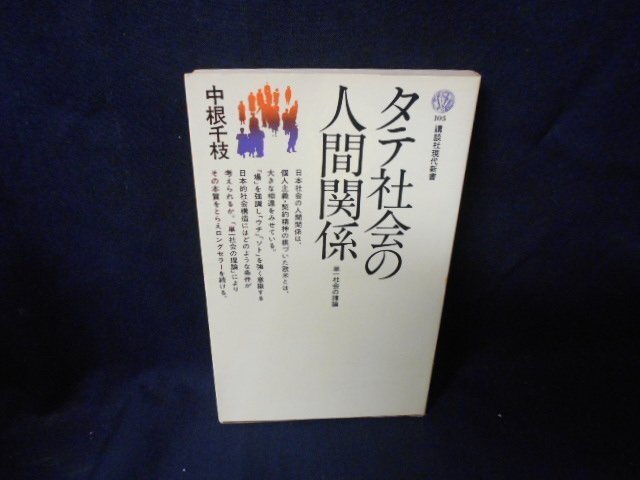 105
講談社現代新書
タテ社会の
人間関係
単一社会の理論
中根千枝
日本社会の人間関係は、
個人主義・契約精神の根づいた欧米とは、
大きな相違をみせている。
「場」を強調し「ウチ」「ソト」を強く意識する
日本的社会構造にはどのような条件が
考えられるか。「単一社会の理論」により
その本質をとらえロングセラーを続ける。